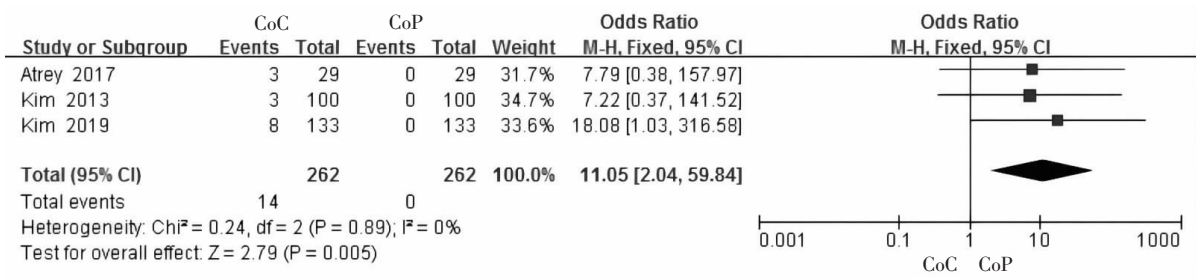 CoC CoP Odds Ratio Odds Ratio
Study or Subgroup Events Total Events Total Weight M-H, Fixed, 95% CI M-H, Fixed, 95% CI
Atrey 2017 3 29 0 29 31.7% 7.79 [0.38, 157.97]
Kim 2013 3 100 0 100 34.7% 7.22 [0.37, 141.52]
Kim 2019 8 133 0 133 33.6% 18.08 [1.03, 316.58]
Total (95% CI) 262 262 100.0% 11.05 [2.04, 59.84]
Total events 14 0
Heterogeneity: Chi² = 0.24, df = 2 (P = 0.89); I² = 0%
Test for overall effect: Z = 2.79 (P = 0.005)
0.001 0.1 1 10 1000
CoC CoP